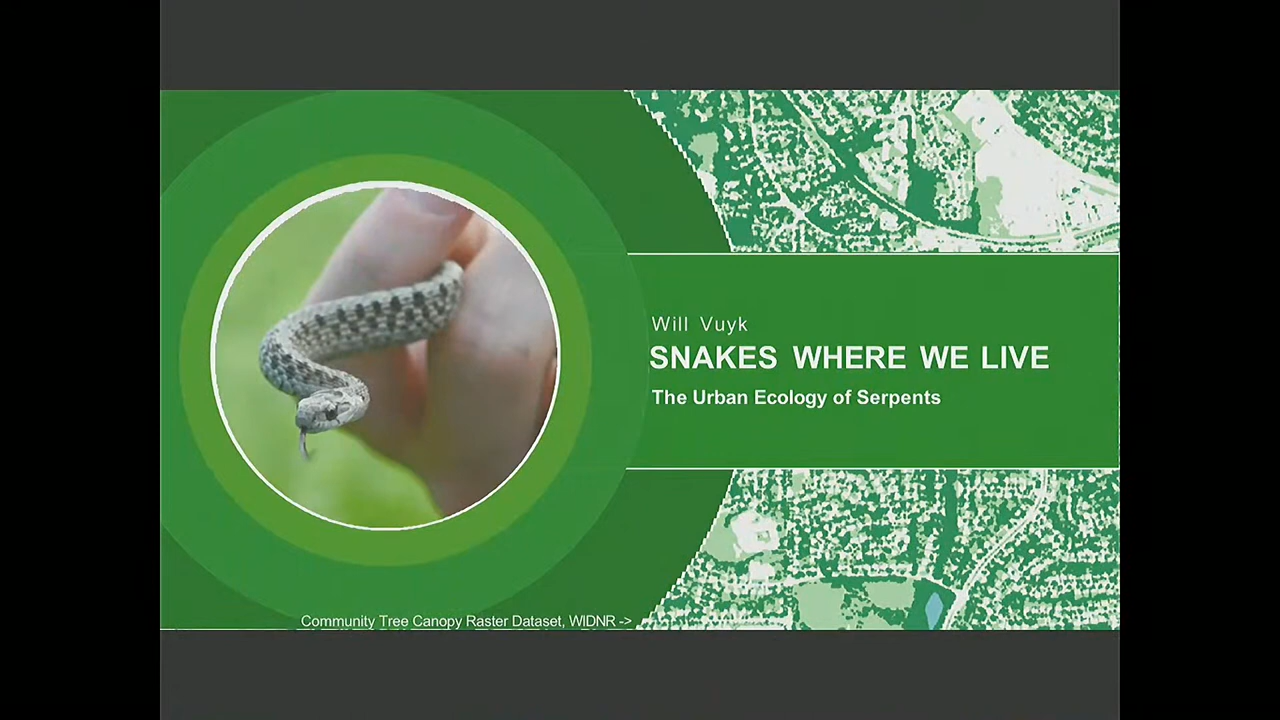 Will Vuyk
SNAKES WHERE WE LIVE
The Urban Ecology of Serpents
Community Tree Canopy Raster Dataset, WIDNR ->